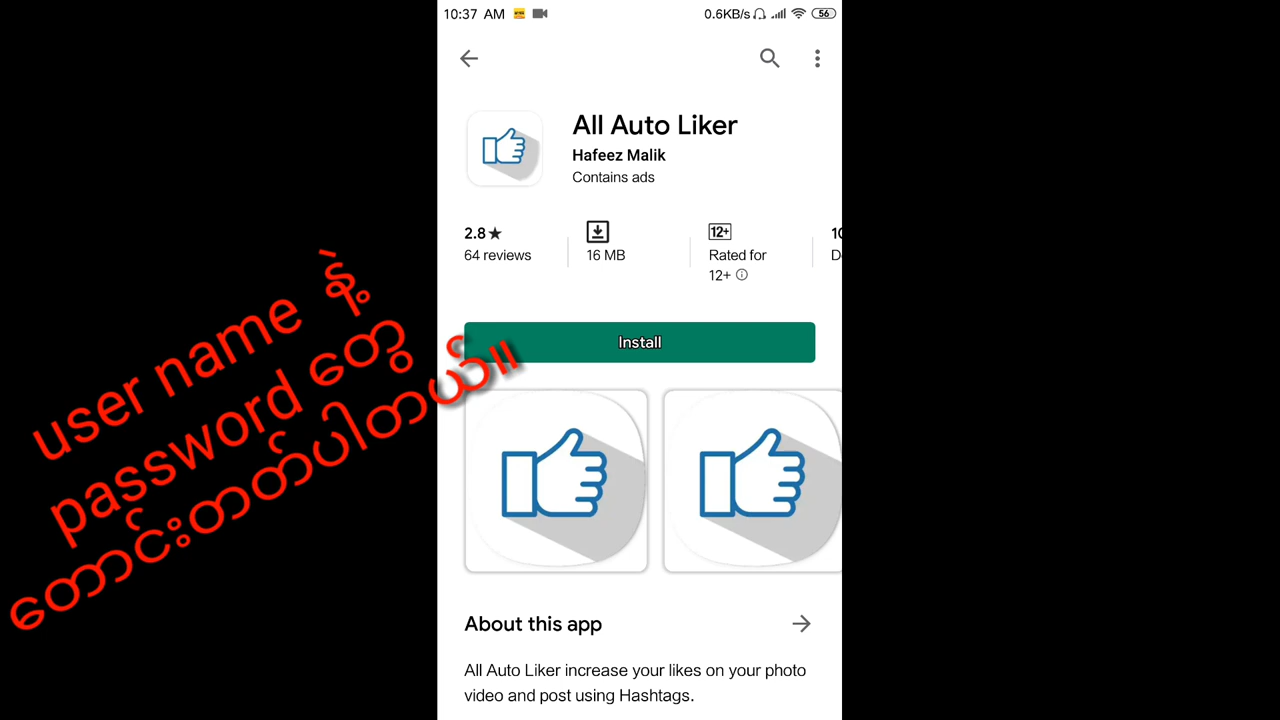 10:37 AM
0.6KB/s
56
All Auto Liker
Hafeez Malik
Contains ads
2.8★
64 reviews
16 MB
12+
Rated for
12+
10
D
Install
user name နဲ့
password တွေ
တောင်းတတ်ပါတယ်။
About this app
All Auto Liker increase your likes on your photo
video and post using Hashtags.